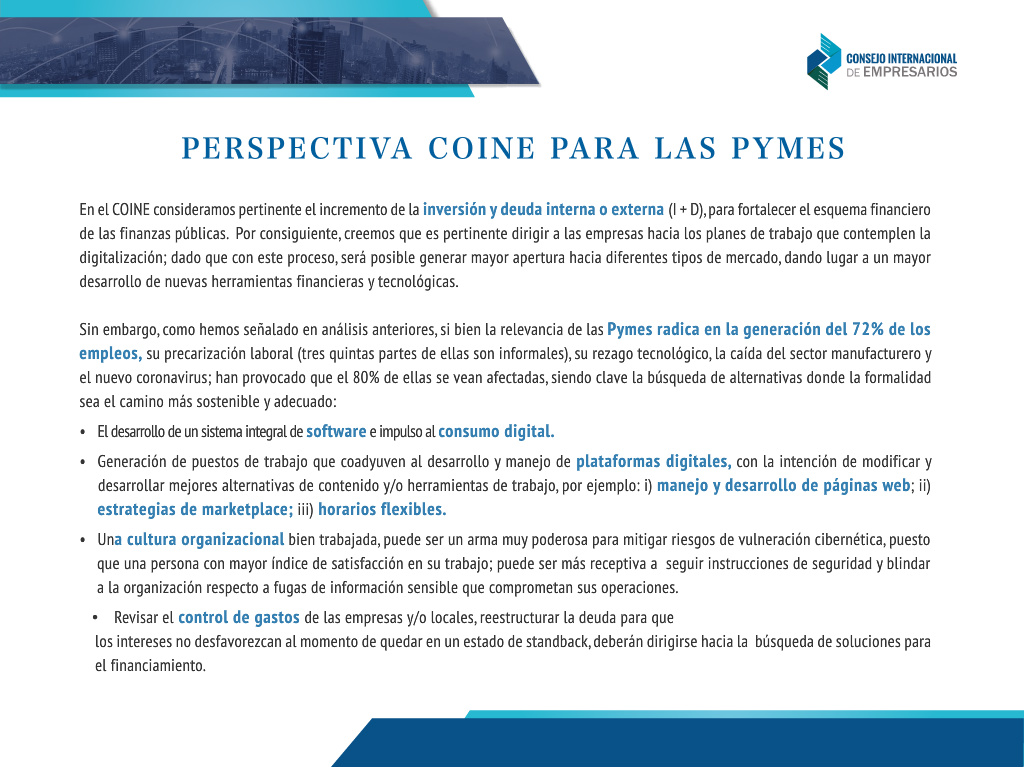 CONSEJO INTERNACIONAL
DE EMPRESARIOS
PERSPECTIVA COINE PARA LAS PYMES
En el COINE consideramos pertinente el incremento de la inversión y deuda interna o externa (I + D), para fortalecer el esquema financiero
de las finanzas públicas. Por consiguiente, creemos que es pertinente dirigir a las empresas hacia los planes de trabajo que contemplen la
digitalización; dado que con este proceso, será posible generar mayor apertura hacia diferentes tipos de mercado, dando lugar a un mayor
desarrollo de nuevas herramientas financieras y tecnológicas.
Sin embargo, como hemos señalado en análisis anteriores, si bien la relevancia de las Pymes radica en la generación del 72% de los
empleos, su precarización laboral (tres quintas partes de ellas son informales), su rezago tecnológico, la caída del sector manufacturero y
el nuevo coronavirus; han provocado que el 80% de ellas se vean afectadas, siendo clave la búsqueda de alternativas donde la formalidad
sea el camino más sostenible y adecuado:
• El desarrollo de un sistema integral de software e impulso al consumo digital.
• Generación de puestos de trabajo que coadyuven al desarrollo y manejo de plataformas digitales, con la intención de modificar y
desarrollar mejores alternativas de contenido y/o herramientas de trabajo, por ejemplo: i) manejo y desarrollo de páginas web; ii)
estrategias de marketplace; iii) horarios flexibles.
• Una cultura organizacional bien trabajada, puede ser un arma muy poderosa para mitigar riesgos de vulneración cibernética, puesto
que una persona con mayor índice de satisfacción en su trabajo; puede ser más receptiva a seguir instrucciones de seguridad y blindar
a la organización respecto a fugas de información sensible que comprometan sus operaciones.
• Revisar el control de gastos de las empresas y/o locales, reestructurar la deuda para que
los intereses no desfavorezcan al momento de quedar en un estado de standback, deberán dirigirse hacia la búsqueda de soluciones para
el financiamiento.